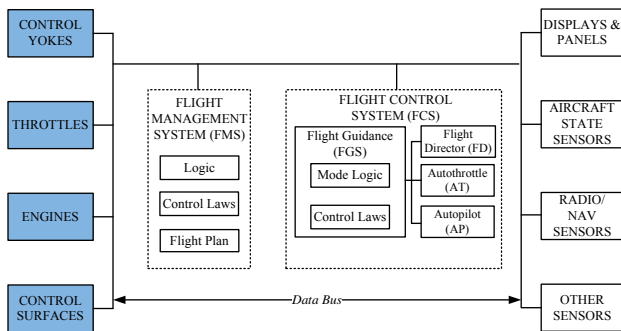 CONTROL
YOKES
THROTTLES
ENGINES
CONTROL
SURFACES
FLIGHT
MANAGEMENT
SYSTEM (FMS)
Logic
Control Laws
Flight Plan
FLIGHT CONTROL
SYSTEM (FCS)
Flight Guidance
(FGS)
Mode Logic
Control Laws
Flight
Director (FD)
Autothrottle
(AT)
Autopilot
(AP)
Data Bus
DISPLAYS &
PANELS
AIRCRAFT
STATE
SENSORS
RADIO/
NAV
SENSORS
OTHER
SENSORS